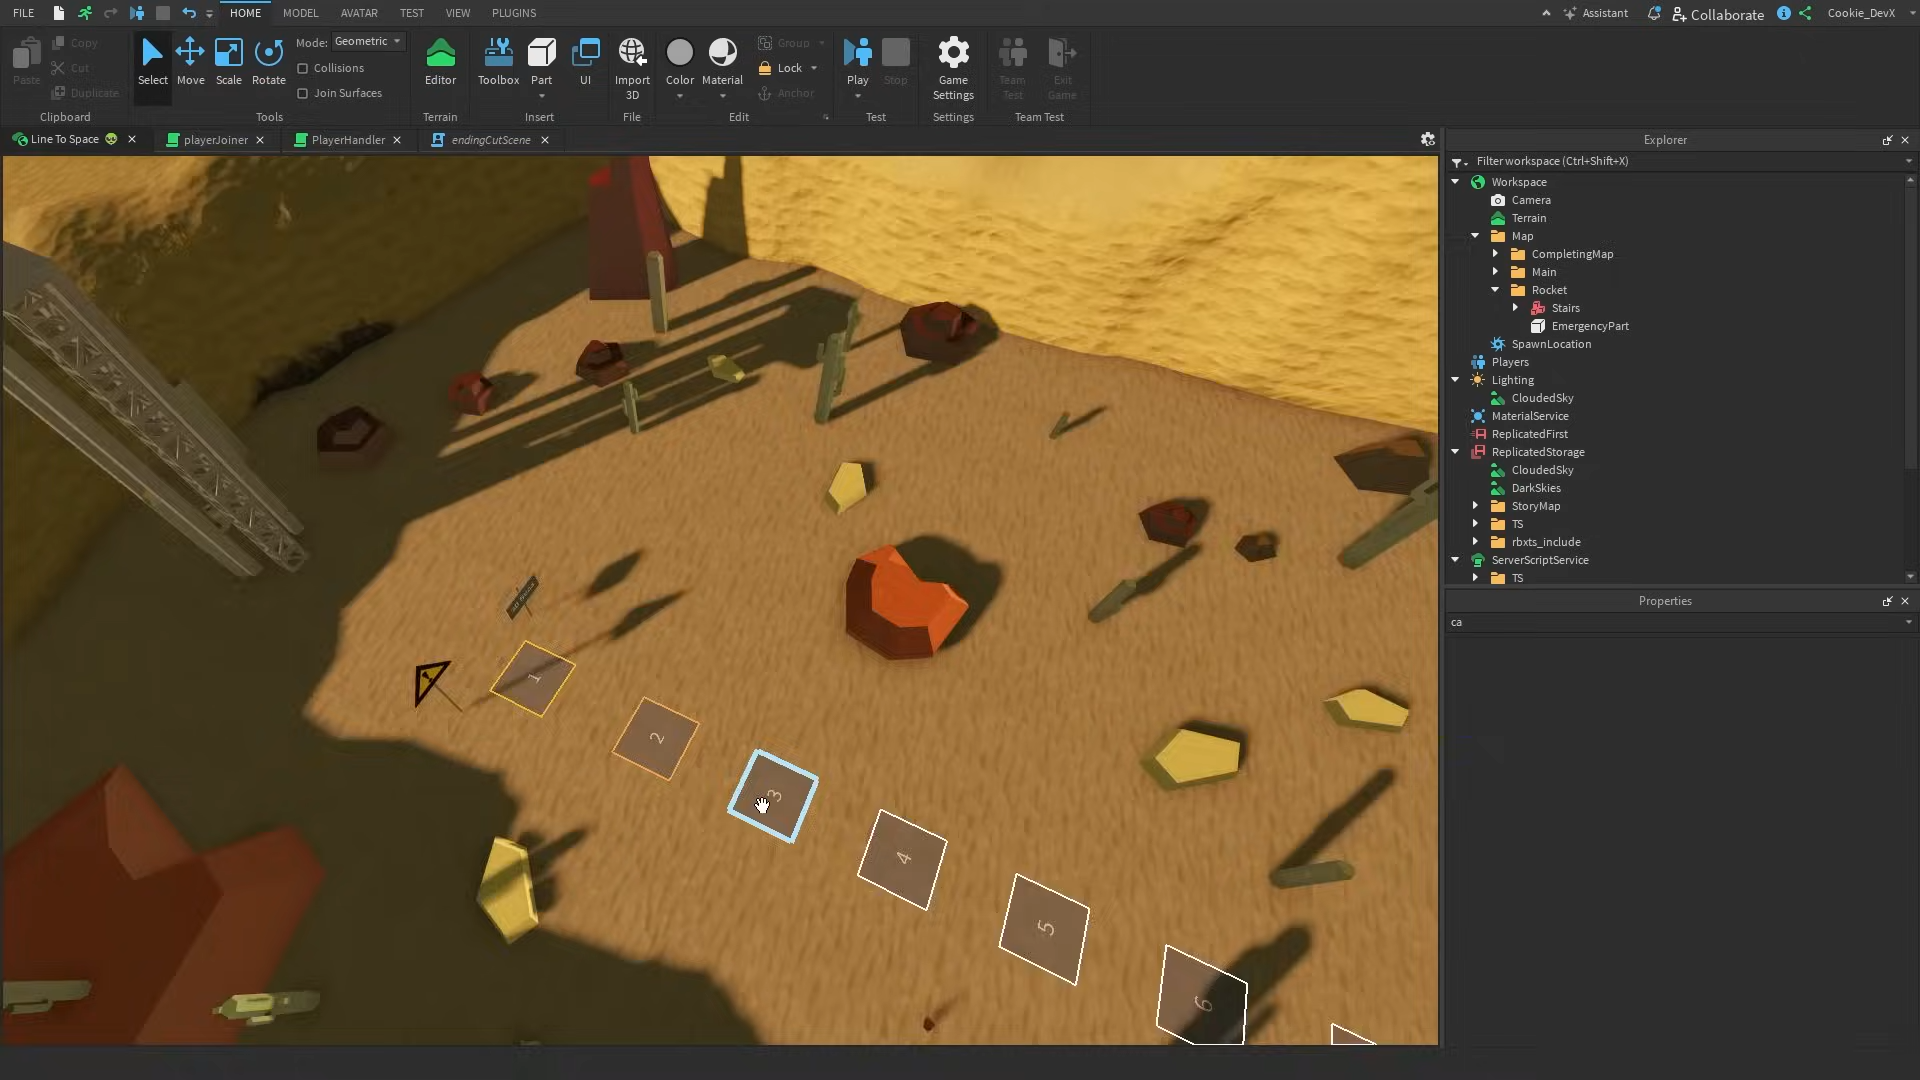 FILE HOME MODEL AVATAR TEST VIEW PLUGINS Assistant Collaborate Cookie_DevX
Paste
Copy
Cut
Duplicate
Clipboard
Select Move Scale Rotate
Mode: Geometric
Collisions
Join Surfaces
Tools
Editor
Terrain
Toolbox Part UI
Insert
Import
3D
File
Color Material
Group
Lock
Anchor
Edit
Play Stop
Test
Game
Settings
Settings
Team
Test
Exit
Game
Team Test
Line To Space playerJoiner PlayerHandler endingCutScene
1
2
3
4
5
6
Explorer
Filter workspace (Ctrl+Shift+X)
Workspace
Camera
Terrain
Map
CompletingMap
Main
Rocket
Stairs
EmergencyPart
SpawnLocation
Players
Lighting
CloudedSky
MaterialService
ReplicatedFirst
ReplicatedStorage
CloudedSky
DarkSkies
StoryMap
TS
rbxts_include
ServerScriptService
TS
Properties
ca